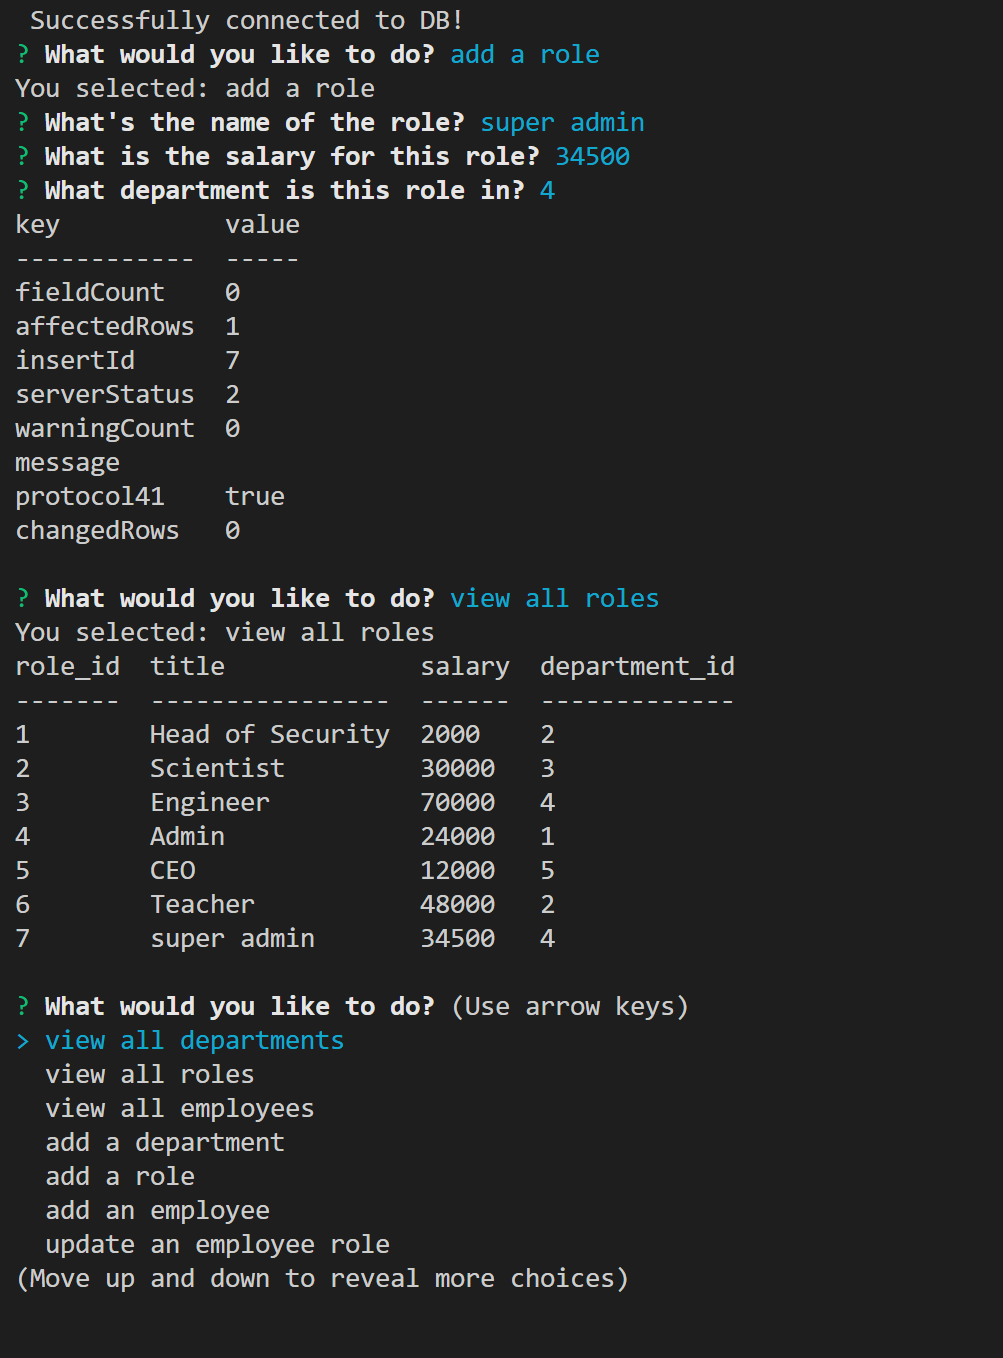 Successfully connected to DB!
? What would you like to do? add a role
You selected: add a role
? What's the name of the role? super admin
? What is the salary for this role? 34500
? What department is this role in? 4
key           value
------------  -----
fieldCount    0
affectedRows  1
insertId      7
serverStatus  2
warningCount  0
message
protocol41    true
changedRows   0
? What would you like to do? view all roles
You selected: view all roles
role_id  title             salary  department_id
-------  ----------------  ------  -------------
1        Head of Security  2000    2
2        Scientist         30000   3
3        Engineer          70000   4
4        Admin             24000   1
5        CEO               12000   5
6        Teacher           48000   2
7        super admin       34500   4
? What would you like to do? (Use arrow keys)
> view all departments
  view all roles
  view all employees
  add a department
  add a role
  add an employee
  update an employee role
(Move up and down to reveal more choices)